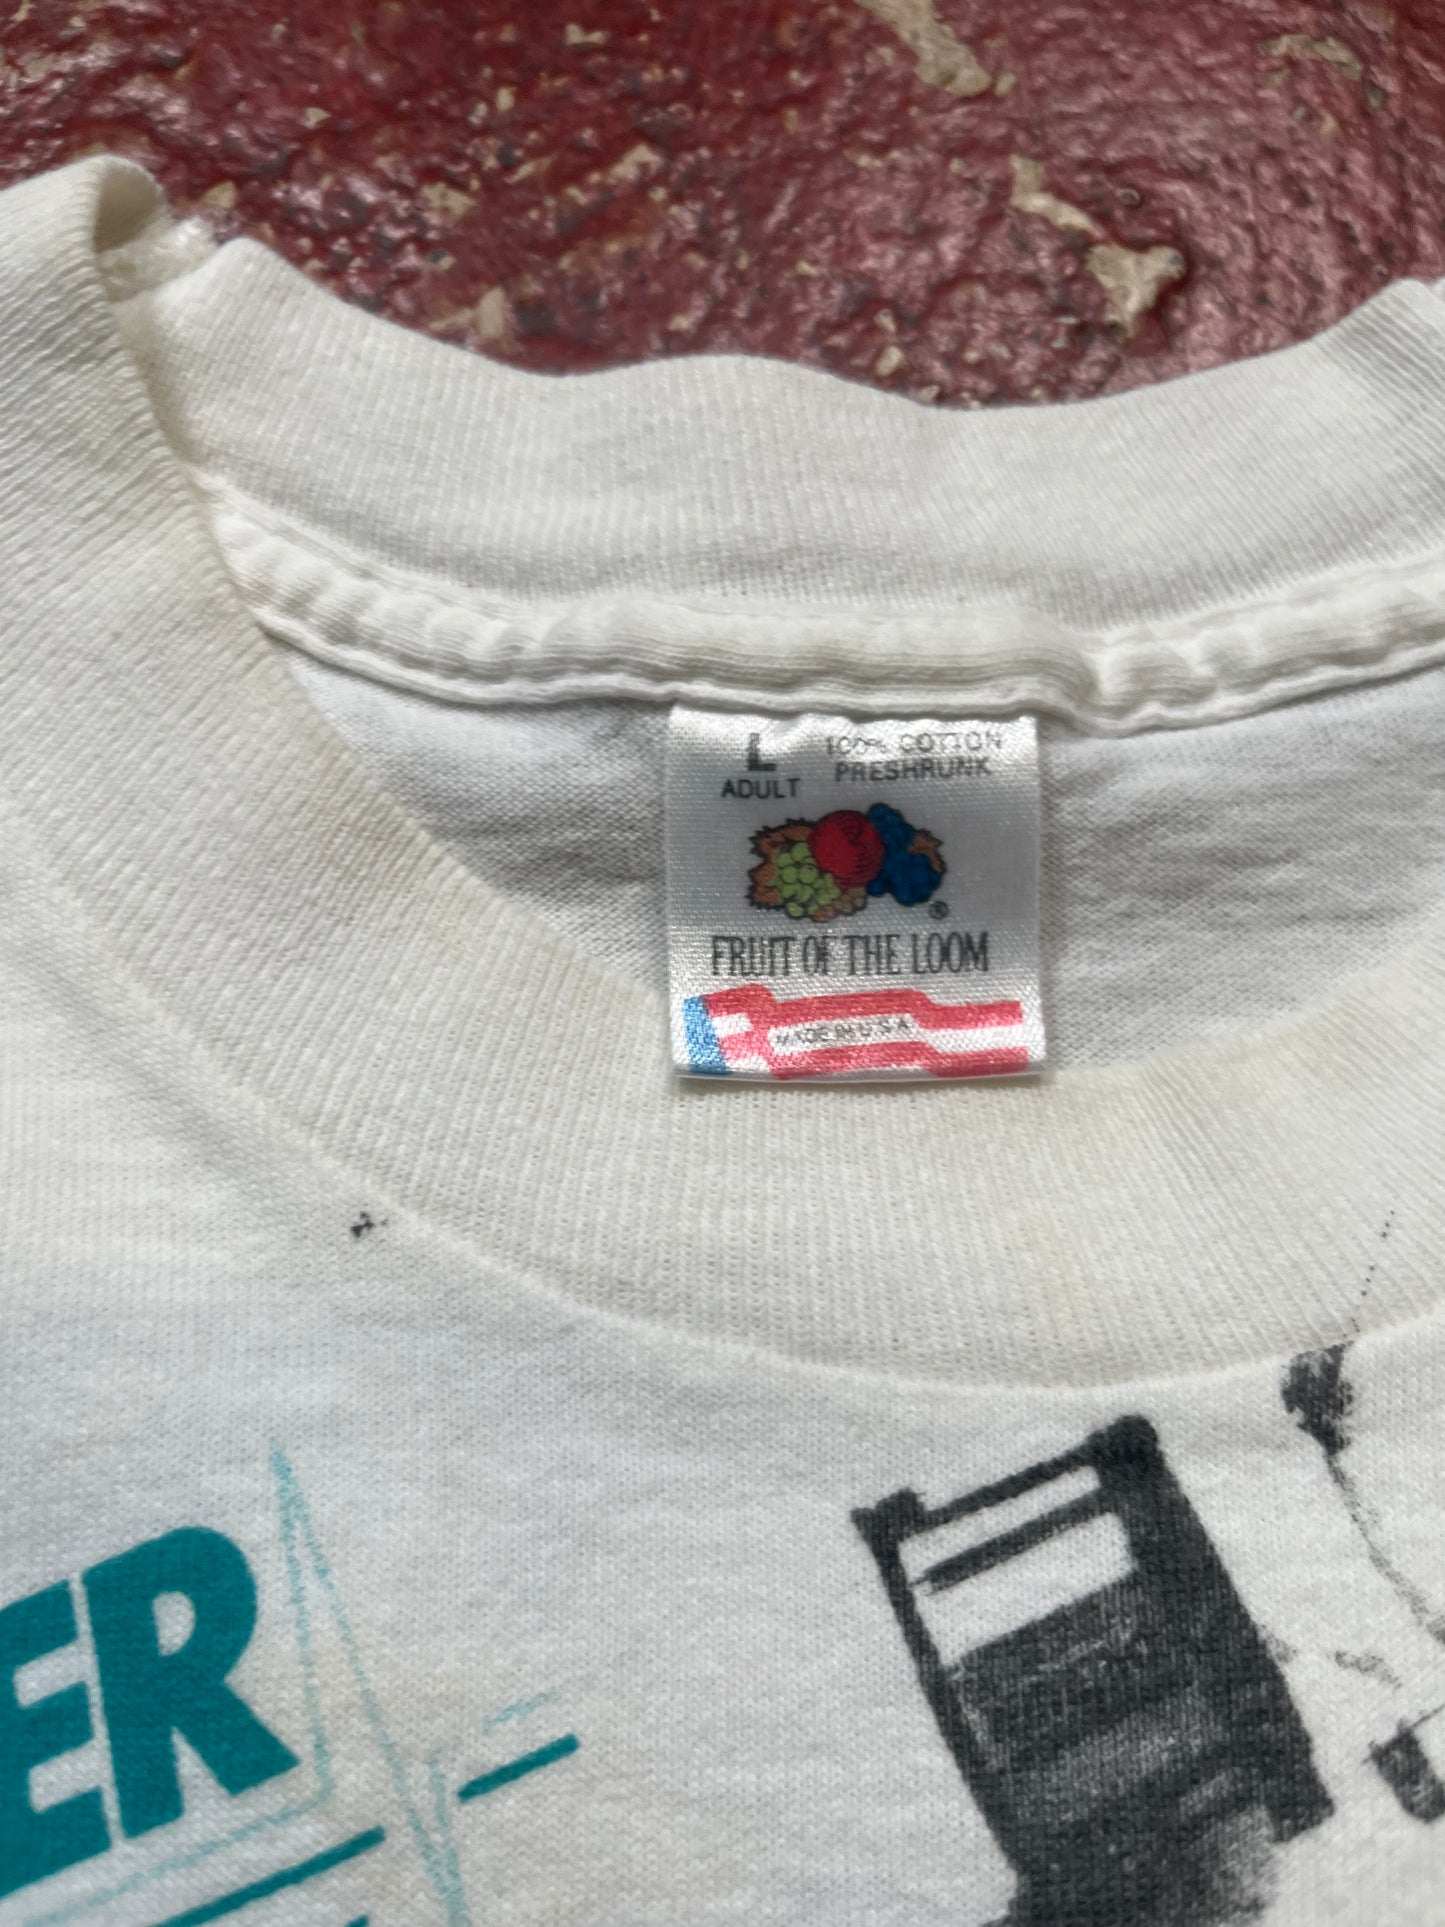 L
ADULT
100% COTTON
PRESHRUNK
®
FRUIT OF THE LOOM
MADE IN U.S.A
ER